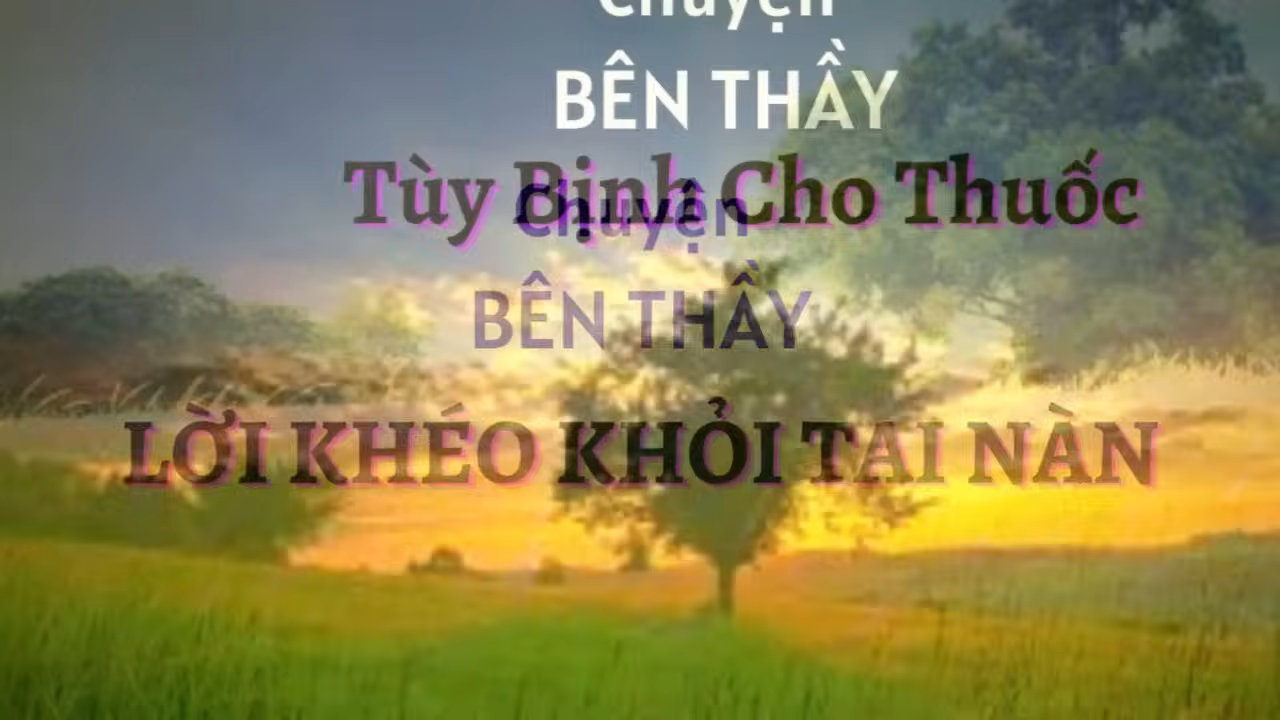 Chuyện
BÊN THẦY
Tùy Bịnh Cho Thuốc
Chuyện
BÊN THẦY
LỜI KHÉO KHỎI TAI NÀN